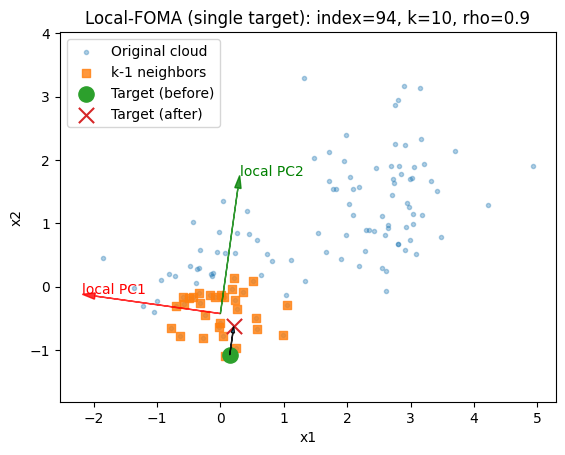 Local-FOMA (single target): index=94, k=10, rho=0.9
Original cloud
k-1 neighbors
Target (before)
Target (after)
local PC2
local PC1
x2
4
3
2
1
0
−1
−2
−1
0
1
2
3
4
5
x1